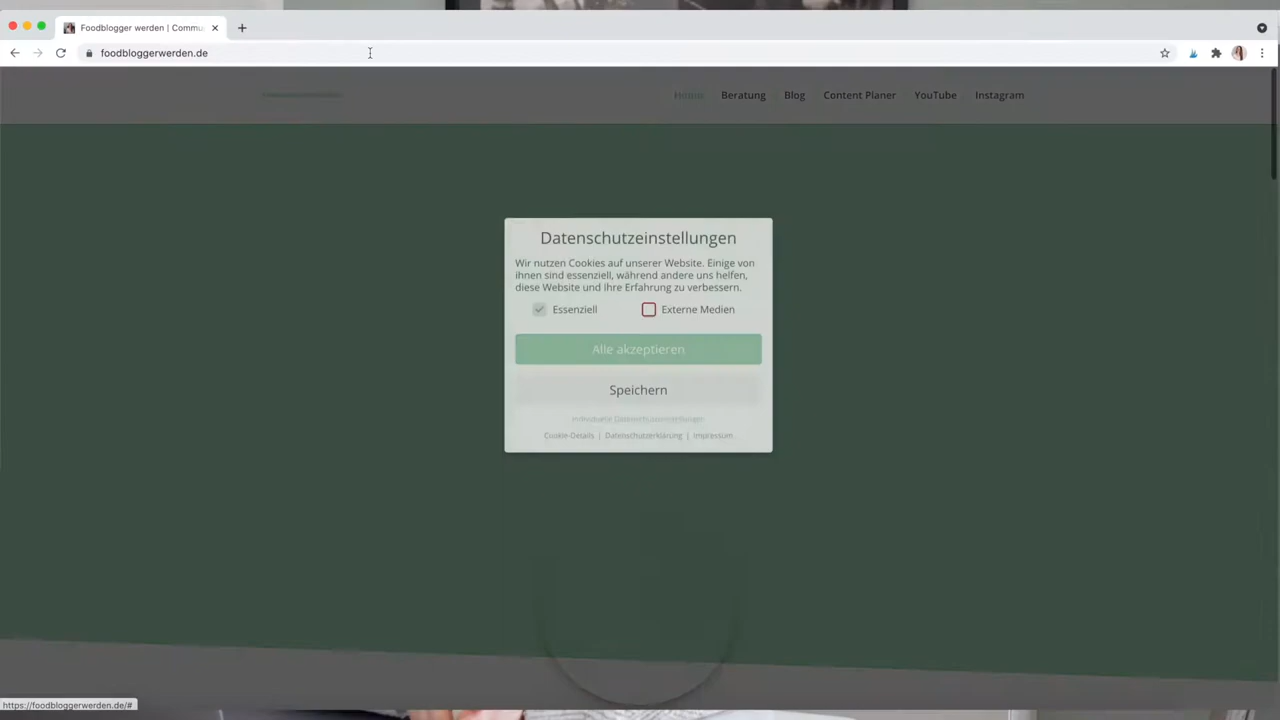 Foodblogger werden | Commu
foodbloggerwerden.de
Home Beratung Blog Content Planer YouTube Instagram
Datenschutzeinstellungen
Wir nutzen Cookies auf unserer Website. Einige von
ihnen sind essenziell, während andere uns helfen,
diese Website und Ihre Erfahrung zu verbessern.
Essenziell Externe Medien
Alle akzeptieren
Speichern
Individuelle Datenschutzeinstellungen
Cookie-Details | Datenschutzerklärung | Impressum
https://foodbloggerwerden.de/#